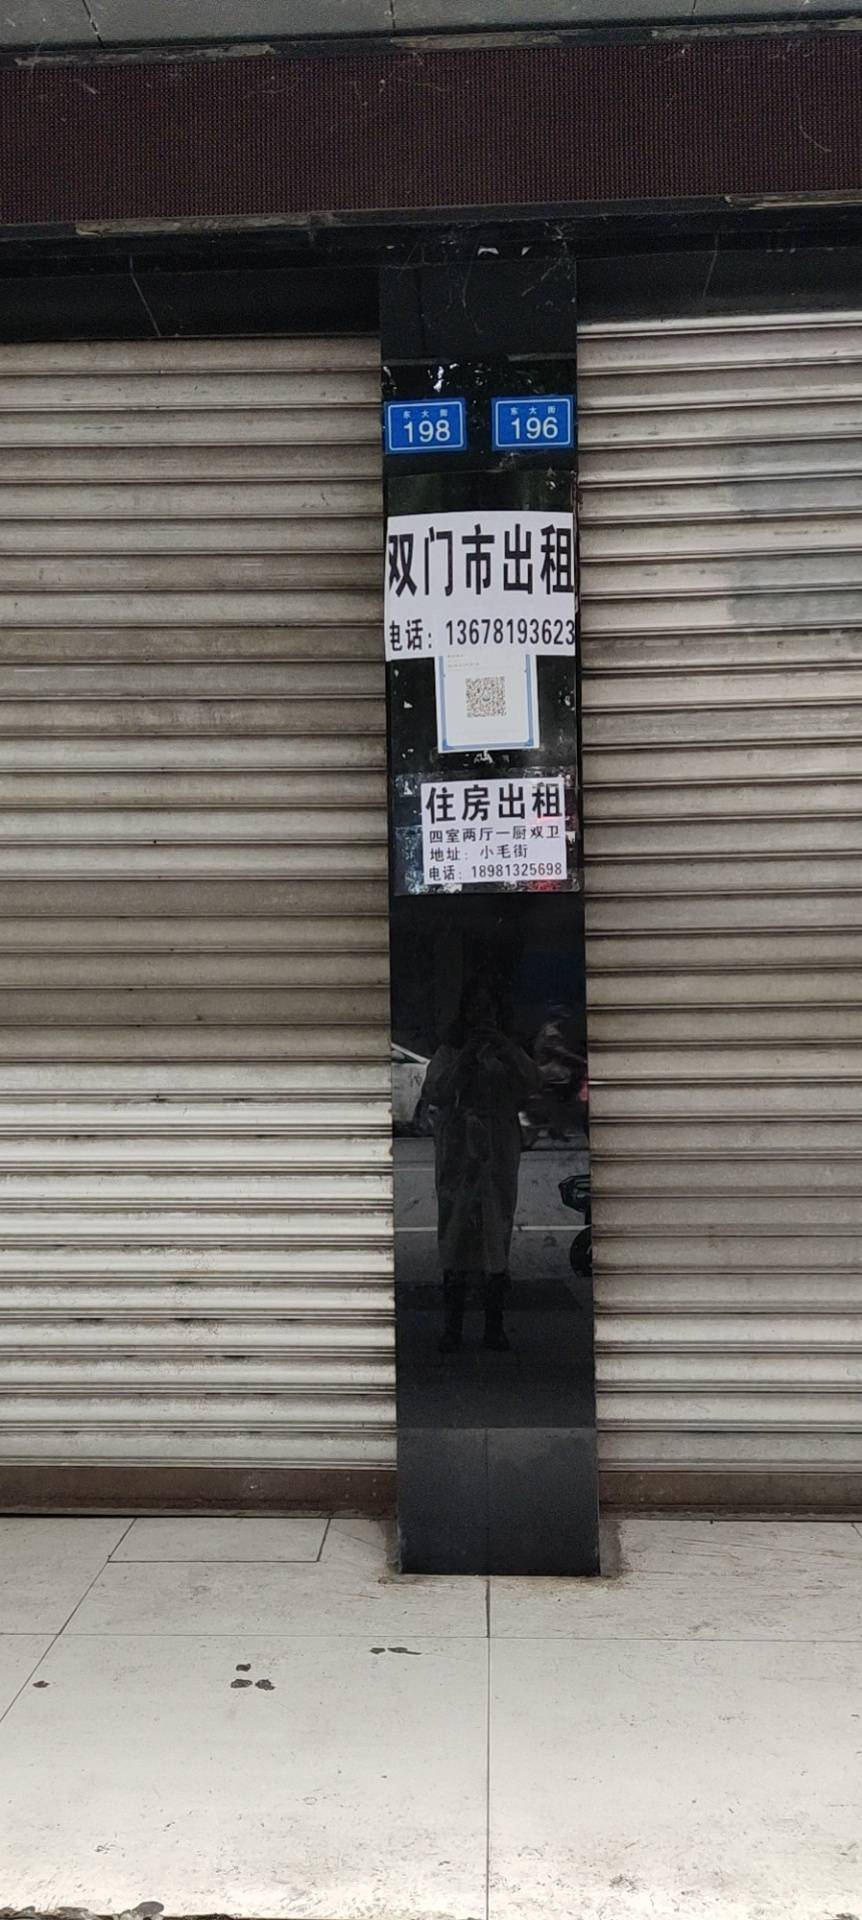 东大街
198
东大街
196
双门市出租
电话：13678193623
住房出租
四室两厅一厨双卫
地址：小毛街
电话：18981325698